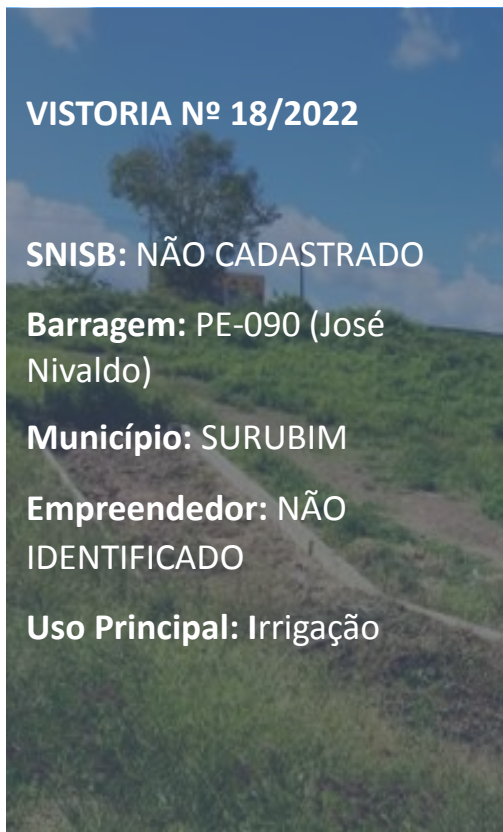 VISTORIA Nº 18/2022
SNISB: NÃO CADASTRADO
Barragem: PE-090 (José
Nivaldo)
Município: SURUBIM
Empreendedor: NÃO
IDENTIFICADO
Uso Principal: Irrigação